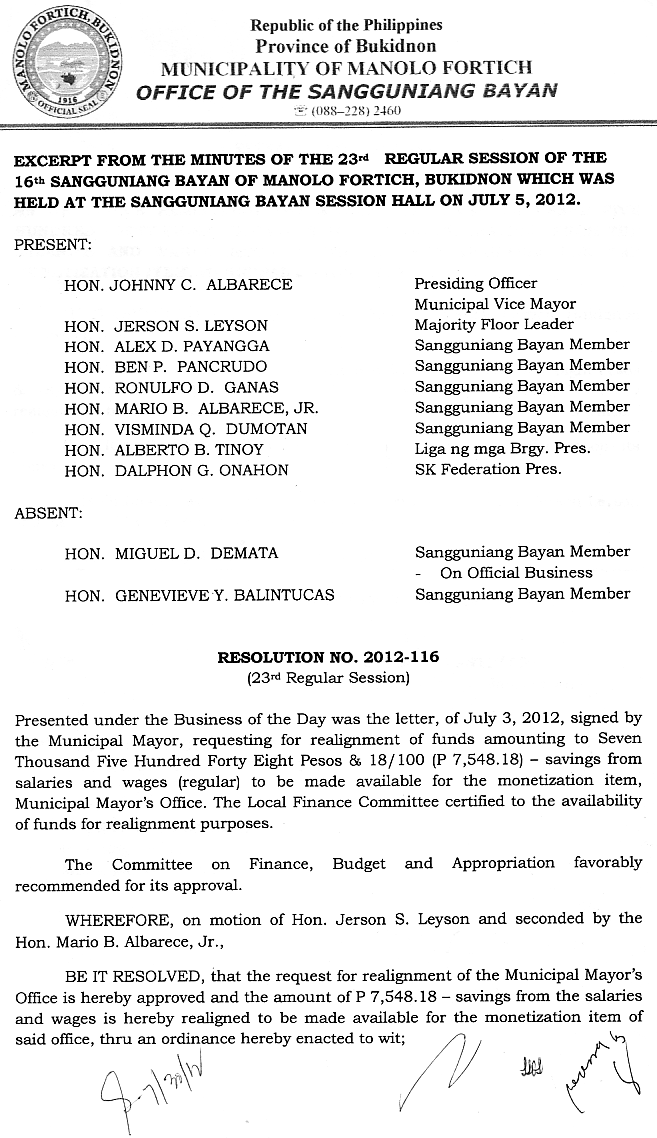 MANOLO FORTICH, BUKIDNON
1916
OFFICIAL SEAL
Republic of the Philippines
Province of Bukidnon
MUNICIPALITY OF MANOLO FORTICH
OFFICE OF THE SANGGUNIANG BAYAN
☏ (088-228) 2460
EXCERPT FROM THE MINUTES OF THE 23rd REGULAR SESSION OF THE
16th SANGGUNIANG BAYAN OF MANOLO FORTICH, BUKIDNON WHICH WAS
HELD AT THE SANGGUNIANG BAYAN SESSION HALL ON JULY 5, 2012.
PRESENT:
HON. JOHNNY C. ALBARECE Presiding Officer
Municipal Vice Mayor
HON. JERSON S. LEYSON Majority Floor Leader
HON. ALEX D. PAYANGGA Sangguniang Bayan Member
HON. BEN P. PANCRUDO Sangguniang Bayan Member
HON. RONULFO D. GANAS Sangguniang Bayan Member
HON. MARIO B. ALBARECE, JR. Sangguniang Bayan Member
HON. VISMINDA Q. DUMOTAN Sangguniang Bayan Member
HON. ALBERTO B. TINOY Liga ng mga Brgy. Pres.
HON. DALPHON G. ONAHON SK Federation Pres.
ABSENT:
HON. MIGUEL D. DEMATA Sangguniang Bayan Member
- On Official Business
HON. GENEVIEVE Y. BALINTUCAS Sangguniang Bayan Member
RESOLUTION NO. 2012-116
(23rd Regular Session)
Presented under the Business of the Day was the letter, of July 3, 2012, signed by
the Municipal Mayor, requesting for realignment of funds amounting to Seven
Thousand Five Hundred Forty Eight Pesos & 18/100 (P 7,548.18) – savings from
salaries and wages (regular) to be made available for the monetization item,
Municipal Mayor's Office. The Local Finance Committee certified to the availability
of funds for realignment purposes.
The Committee on Finance, Budget and Appropriation favorably
recommended for its approval.
WHEREFORE, on motion of Hon. Jerson S. Leyson and seconded by the
Hon. Mario B. Albarece, Jr.,
BE IT RESOLVED, that the request for realignment of the Municipal Mayor's
Office is hereby approved and the amount of P 7,548.18 – savings from the salaries
and wages is hereby realigned to be made available for the monetization item of
said office, thru an ordinance hereby enacted to wit;